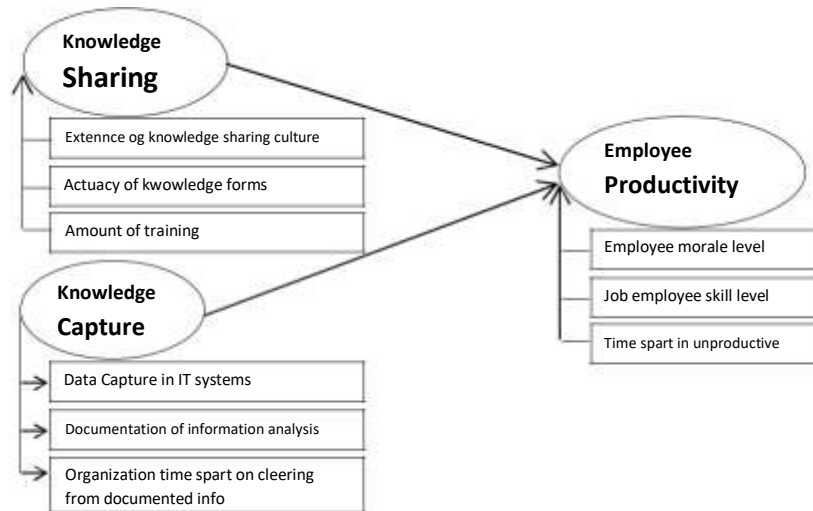 Knowledge
Sharing
Extennce og knowledge sharing culture
Actuacy of kwowledge forms
Amount of training
Knowledge
Capture
Data Capture in IT systems
Documentation of information analysis
Organization time spart on cleering
from documented info
Employee
Productivity
Employee morale level
Job employee skill level
Time spart in unproductive